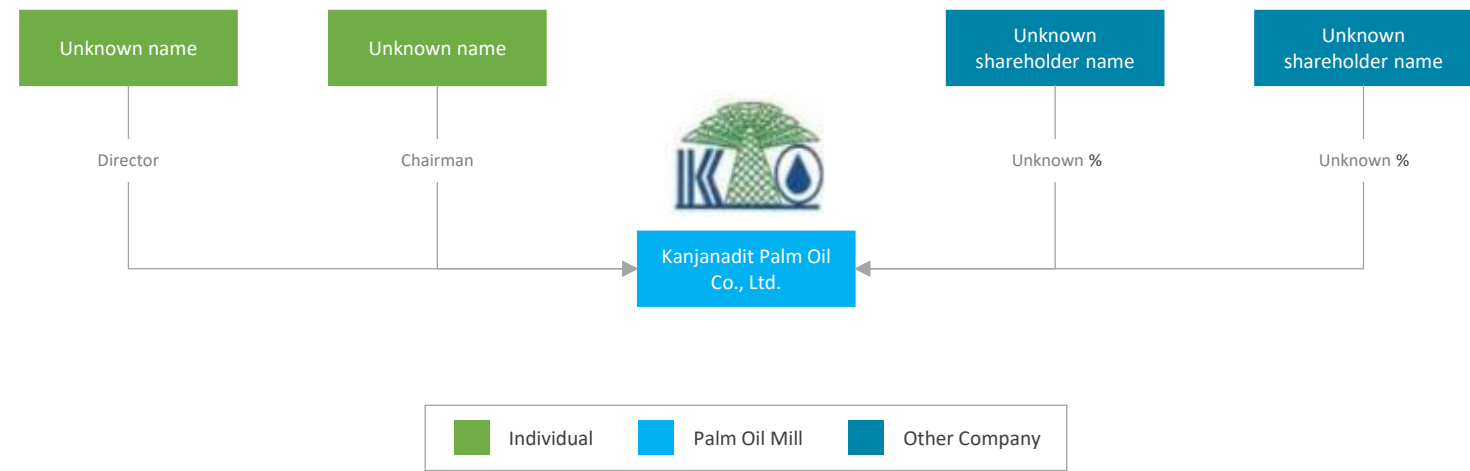 Unknown name
Unknown name
Unknown
shareholder name
Unknown
shareholder name
Director
Chairman
Unknown %
Unknown %
K O
Kanjanadit Palm Oil
Co., Ltd.
Individual
Palm Oil Mill
Other Company